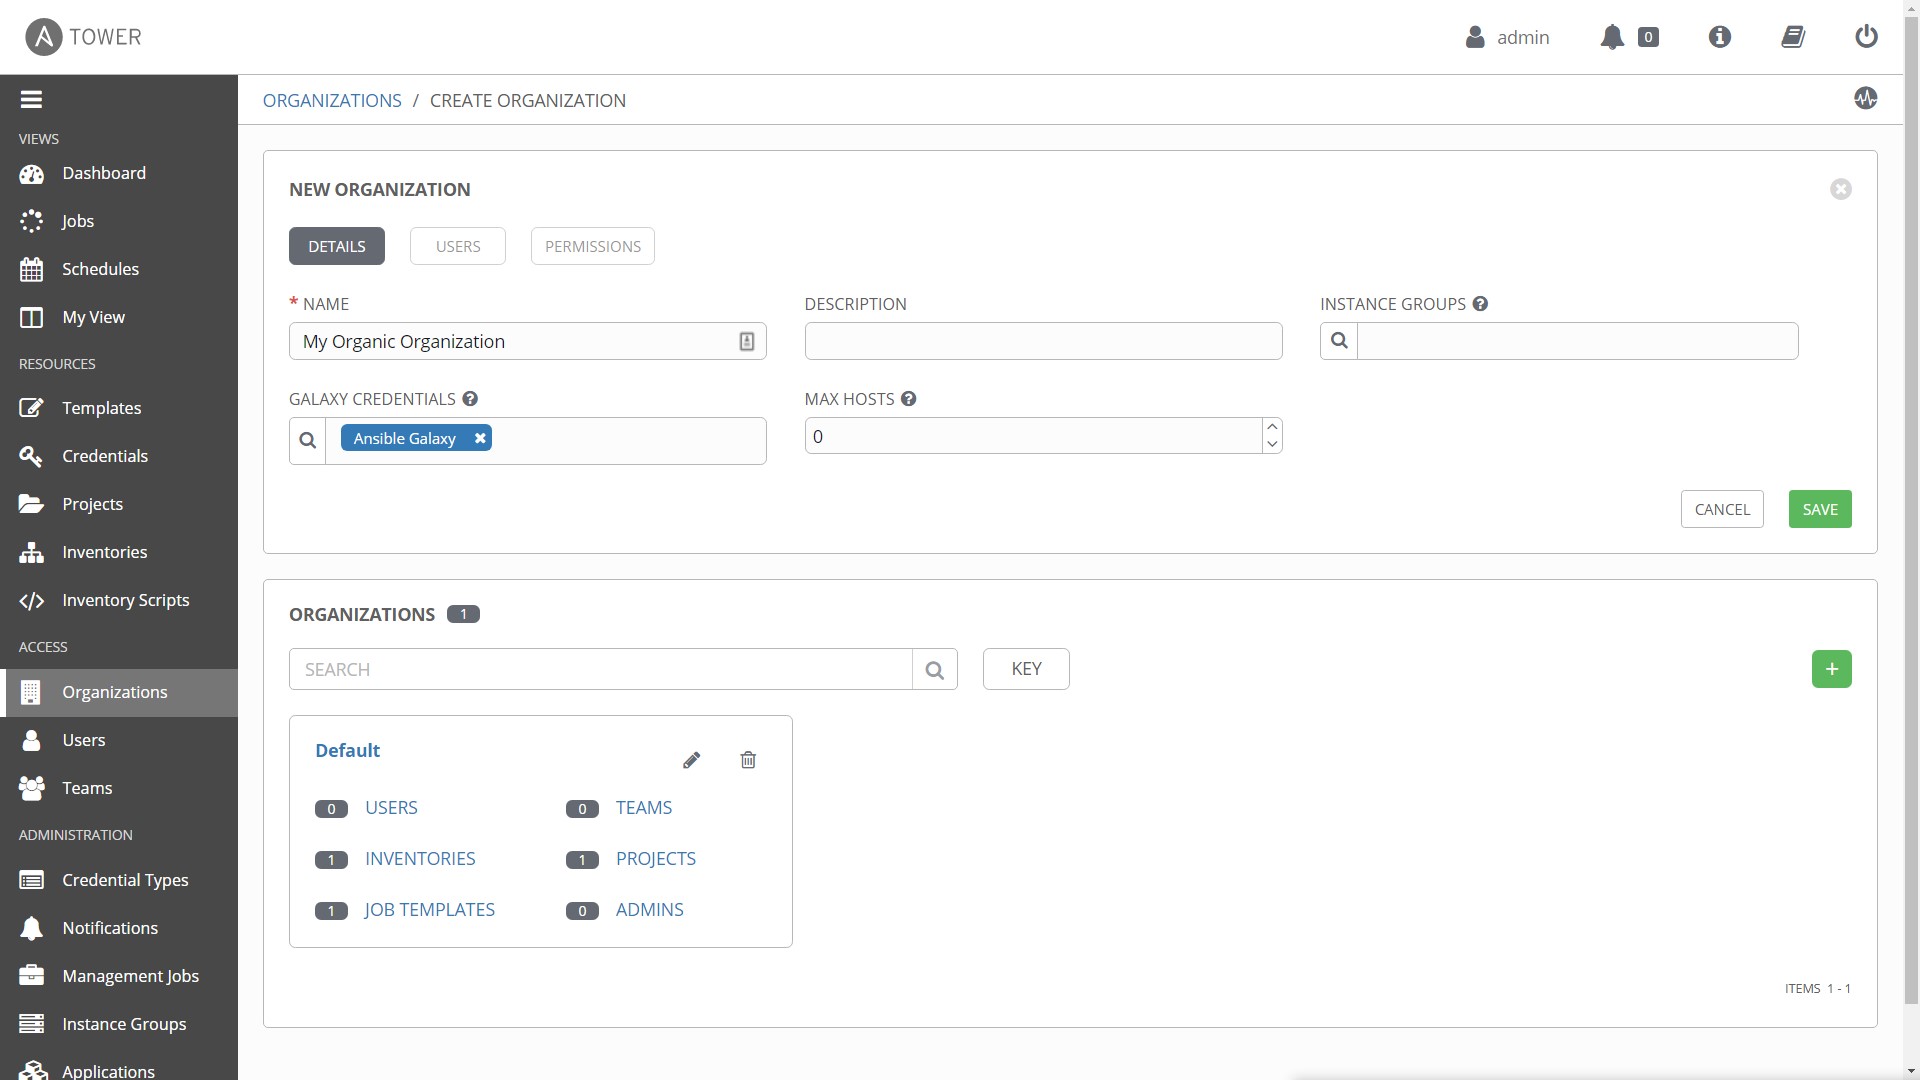 TOWER
admin
0
ORGANIZATIONS / CREATE ORGANIZATION
VIEWS
Dashboard
Jobs
Schedules
My View
RESOURCES
Templates
Credentials
Projects
Inventories
Inventory Scripts
ACCESS
Organizations
Users
Teams
ADMINISTRATION
Credential Types
Notifications
Management Jobs
Instance Groups
Applications
NEW ORGANIZATION
DETAILS
USERS
PERMISSIONS
* NAME
My Organic Organization
DESCRIPTION
INSTANCE GROUPS ?
GALAXY CREDENTIALS ?
Ansible Galaxy
MAX HOSTS ?
0
CANCEL
SAVE
ORGANIZATIONS 1
SEARCH
KEY
+
Default
0 USERS
0 TEAMS
1 INVENTORIES
1 PROJECTS
1 JOB TEMPLATES
0 ADMINS
ITEMS 1 - 1